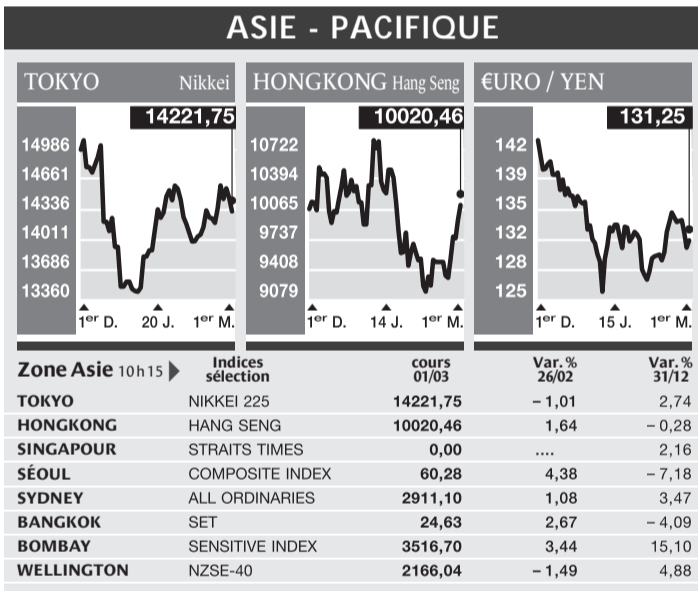 ASIE - PACIFIQUE
TOKYO Nikkei
14221,75
14986
14661
14336
14011
13686
13360
1er D. 20 J. 1er M.
HONGKONG Hang Seng
10020,46
10722
10394
10065
9737
9408
9079
1er D. 14 J. 1er M.
€URO / YEN
131,25
142
139
135
132
128
125
1er D. 15 J. 1er M.
Zone Asie 10h15 Indices sélection cours 01/03 Var. % 26/02 Var. % 31/12
TOKYO NIKKEI 225 14221,75 – 1,01 2,74
HONGKONG HANG SENG 10020,46 1,64 – 0,28
SINGAPOUR STRAITS TIMES 0,00 .... 2,16
SÉOUL COMPOSITE INDEX 60,28 4,38 – 7,18
SYDNEY ALL ORDINARIES 2911,10 1,08 3,47
BANGKOK SET 24,63 2,67 – 4,09
BOMBAY SENSITIVE INDEX 3516,70 3,44 15,10
WELLINGTON NZSE-40 2166,04 – 1,49 4,88